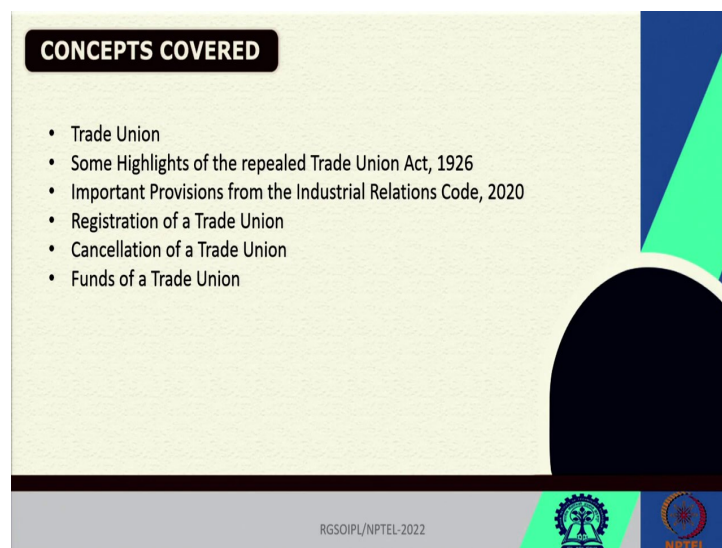 CONCEPTS COVERED
• Trade Union
• Some Highlights of the repealed Trade Union Act, 1926
• Important Provisions from the Industrial Relations Code, 2020
• Registration of a Trade Union
• Cancellation of a Trade Union
• Funds of a Trade Union
RGSOIPL/NPTEL-2022
NPTEL